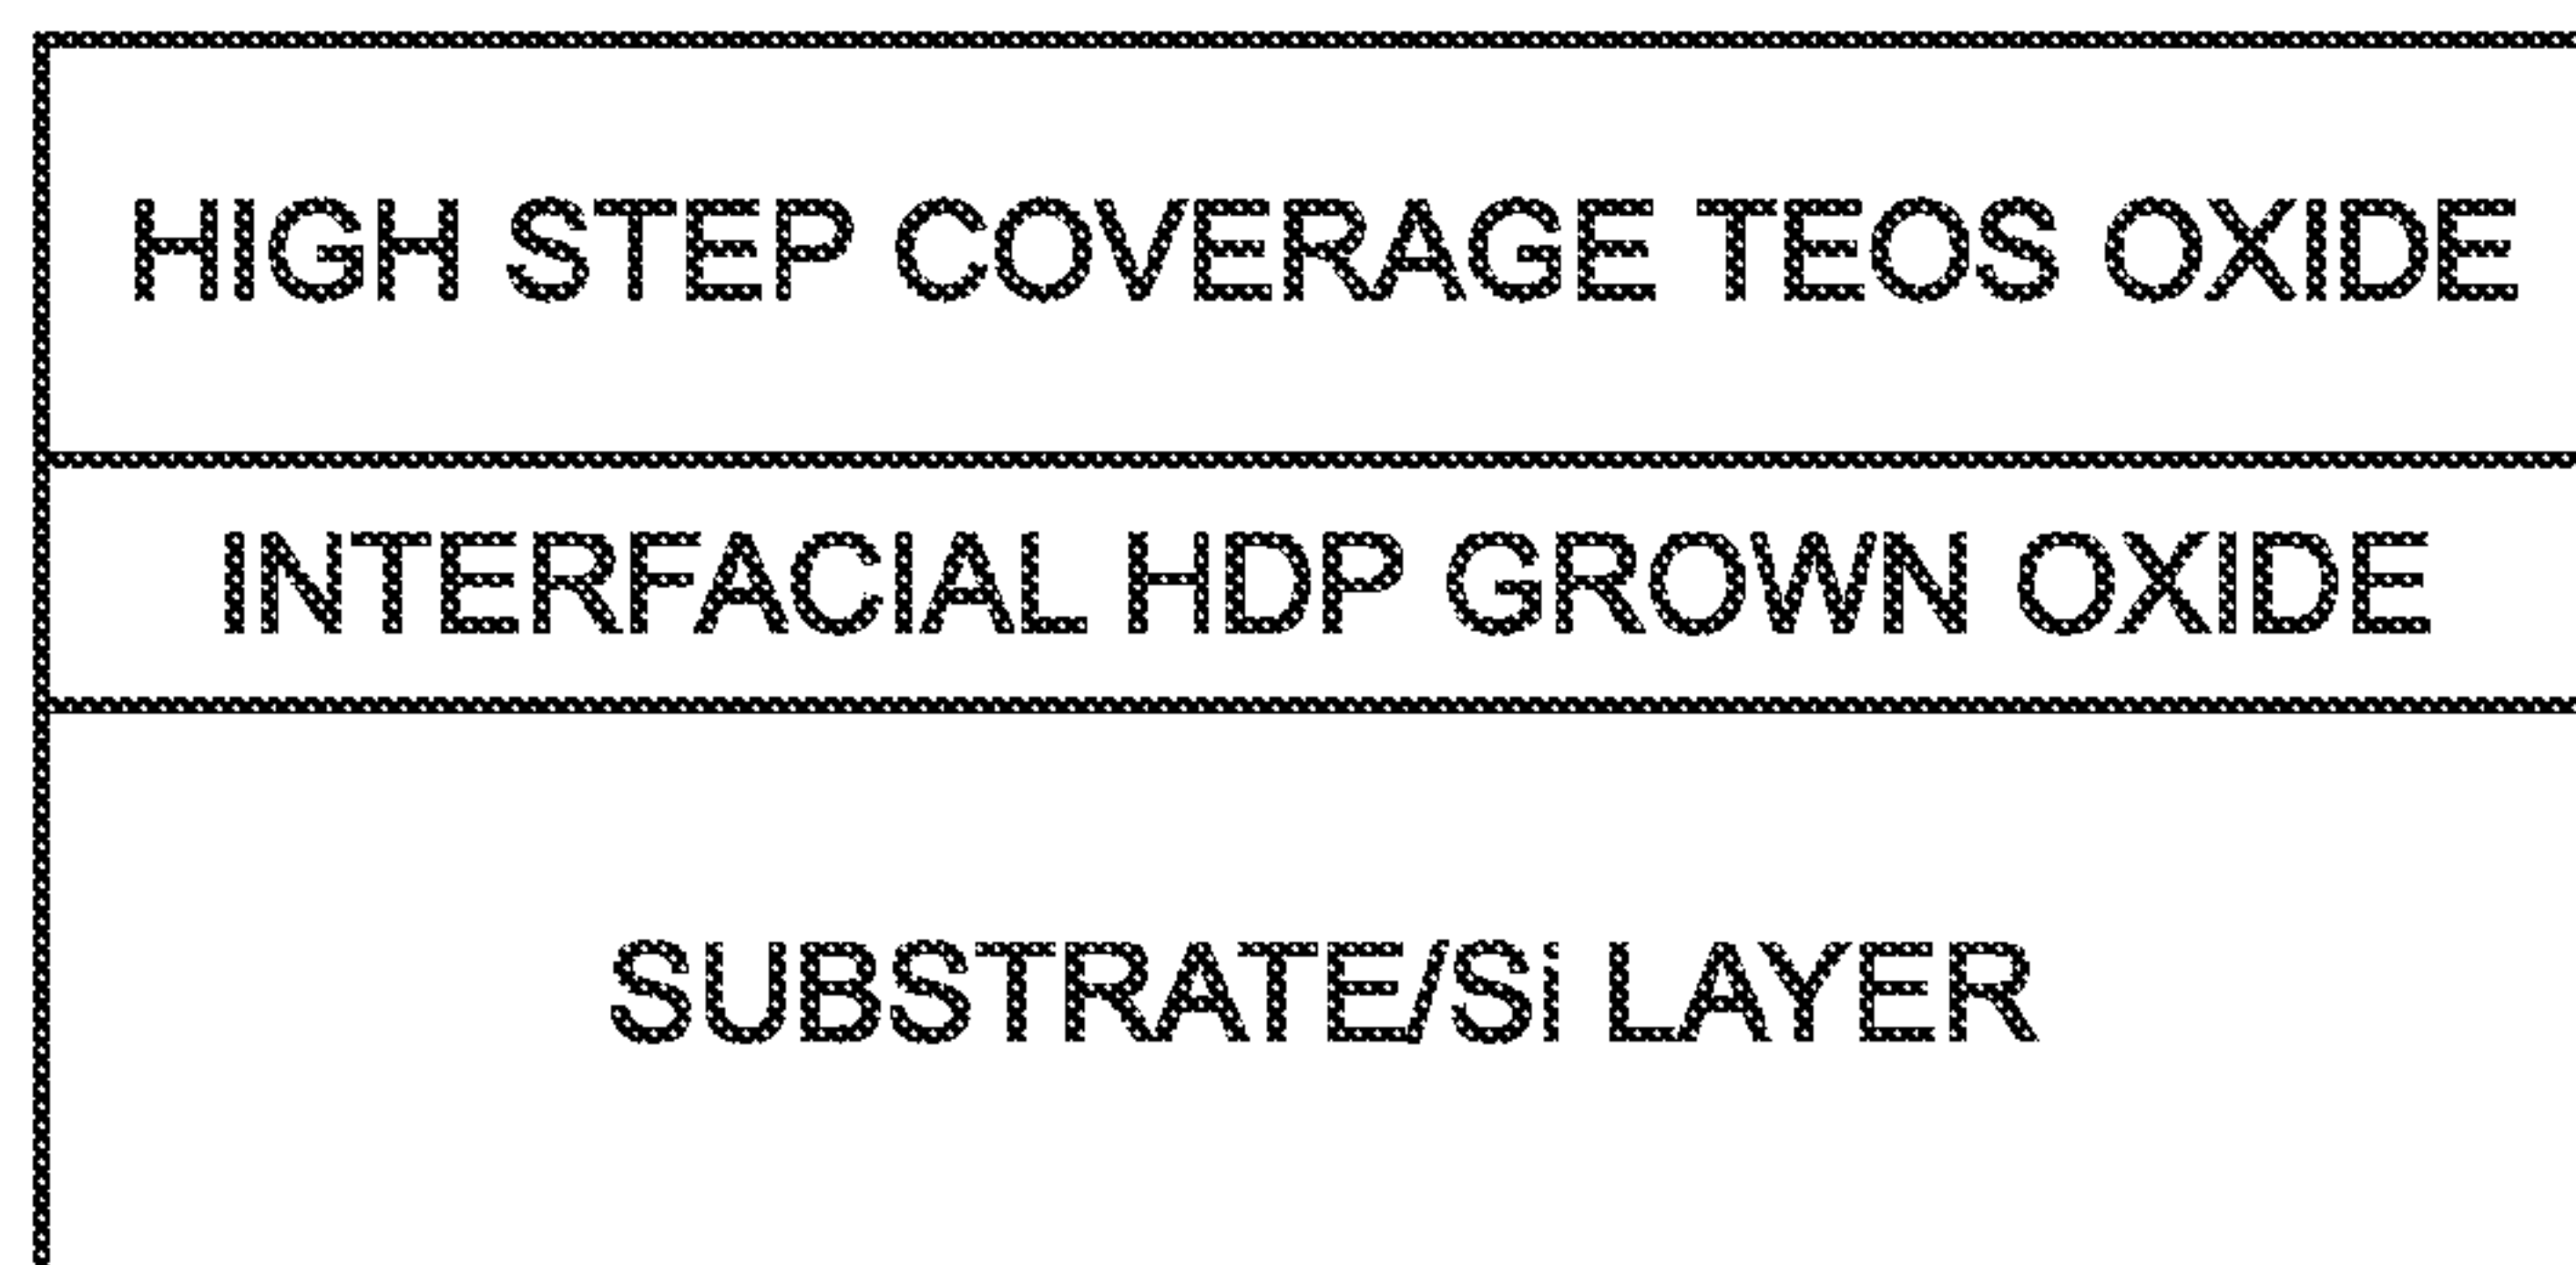 HIGH STEP COVERAGE TEOS OXIDE
INTERFACIAL HDP GROWN OXIDE
SUBSTRATE/Si LAYER